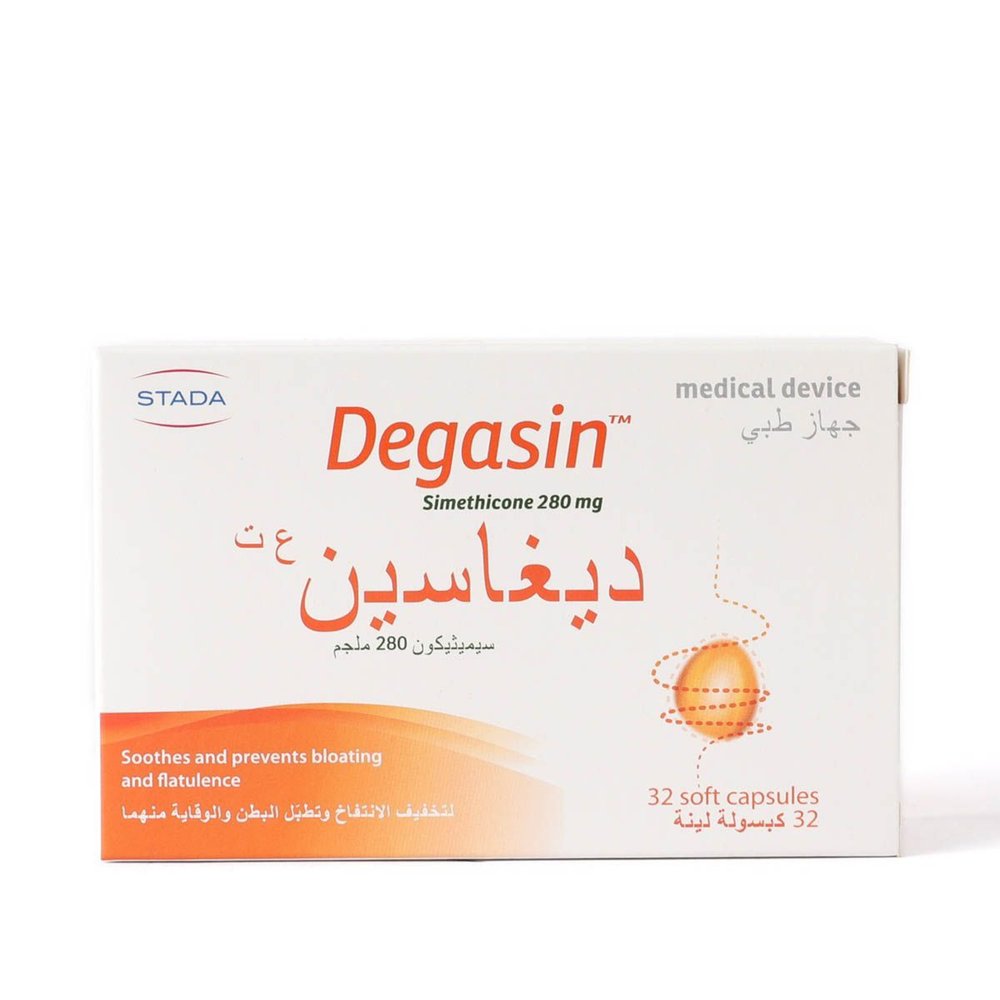 STADA
medical device
جهاز طبي
Degasin™
Simethicone 280 mg
ديغاسين ع ت
سيميثيكون 280 ملجم
Soothes and prevents bloating
and flatulence
لتخفيف الانتفاخ وتطبّل البطن والوقاية منهما
32 soft capsules
32 كبسولة لينة